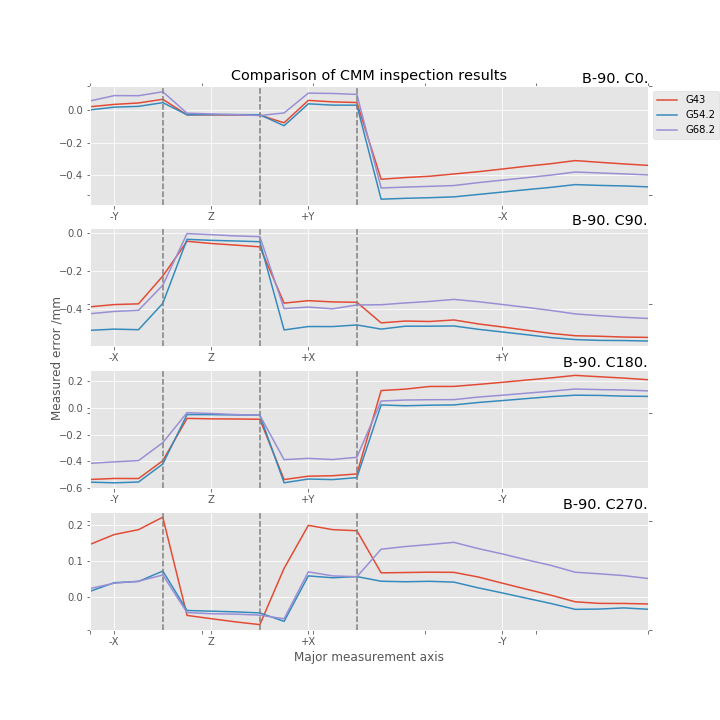 Comparison of CMM inspection results
B-90. C0.
G43
G54.2
G68.2
0.0
−0.2
−0.4
-Y Z +Y -X
B-90. C90.
0.0
−0.2
−0.4
-X Z +X +Y
Measured error /mm
B-90. C180.
0.2
0.0
−0.2
−0.4
−0.6
-Y Z +Y -Y
B-90. C270.
0.2
0.1
0.0
-X Z +X -Y
Major measurement axis